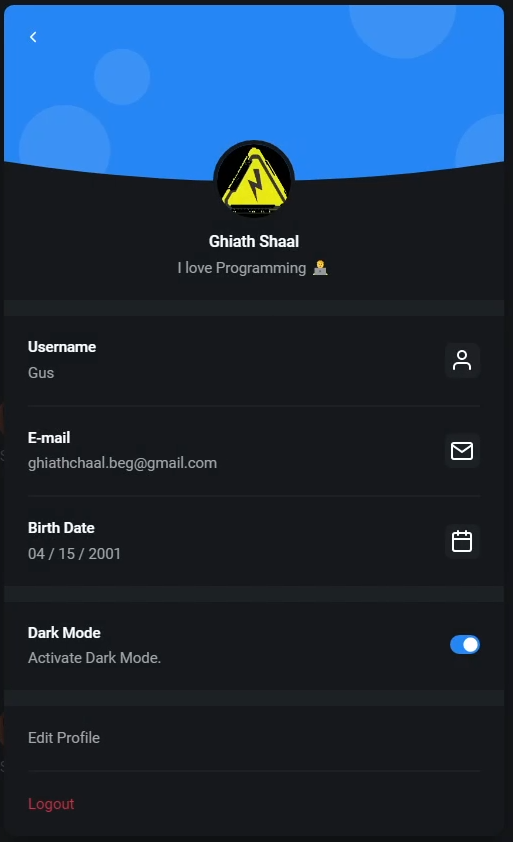 Ghiath Shaal
I love Programming 👨‍💻
Username
Gus
E-mail
ghiathchaal.beg@gmail.com
Birth Date
04 / 15 / 2001
Dark Mode
Activate Dark Mode.
Edit Profile
Logout